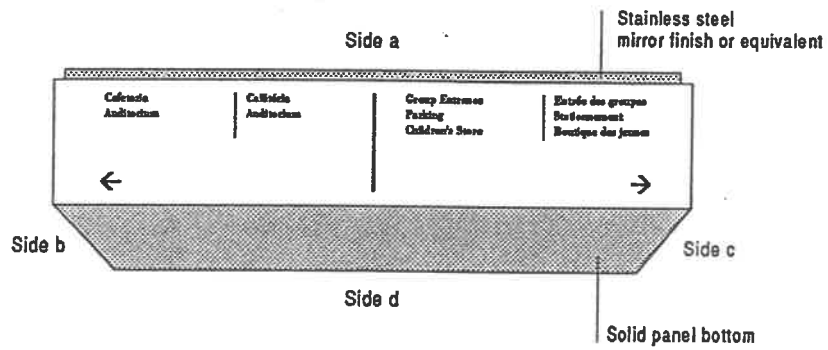 Stainless steel
mirror finish or equivalent
Side a
Cafeteria
Auditorium
Cafétéria
Auditorium
Group Entrance
Parking
Children's Store
Entrée des groupes
Stationnement
Boutique des jeunes
←
→
Side b
Side c
Side d
Solid panel bottom